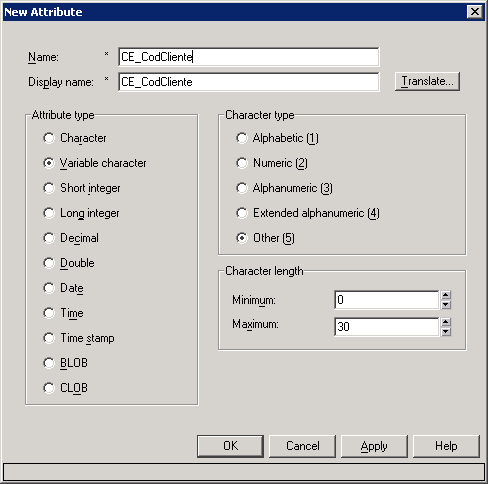 New Attribute
Name: * CE_CodCliente
Display name: * CE_CodCliente Translate...
Attribute type
Character
Variable character
Short integer
Long integer
Decimal
Double
Date
Time
Time stamp
BLOB
CLOB
Character type
Alphabetic (1)
Numeric (2)
Alphanumeric (3)
Extended alphanumeric (4)
Other (5)
Character length
Minimum: 0
Maximum: 30
OK Cancel Apply Help